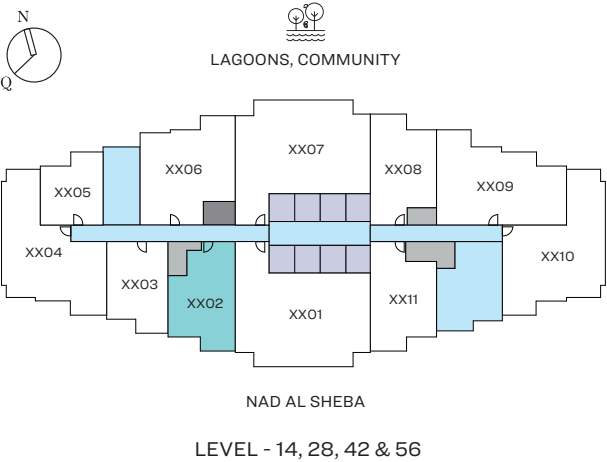 N
Q
LAGOONS, COMMUNITY
XX07
XX06
XX08
XX05
XX09
XX04
XX10
XX03
XX02
XX11
XX01
NAD AL SHEBA
LEVEL - 14, 28, 42 & 56